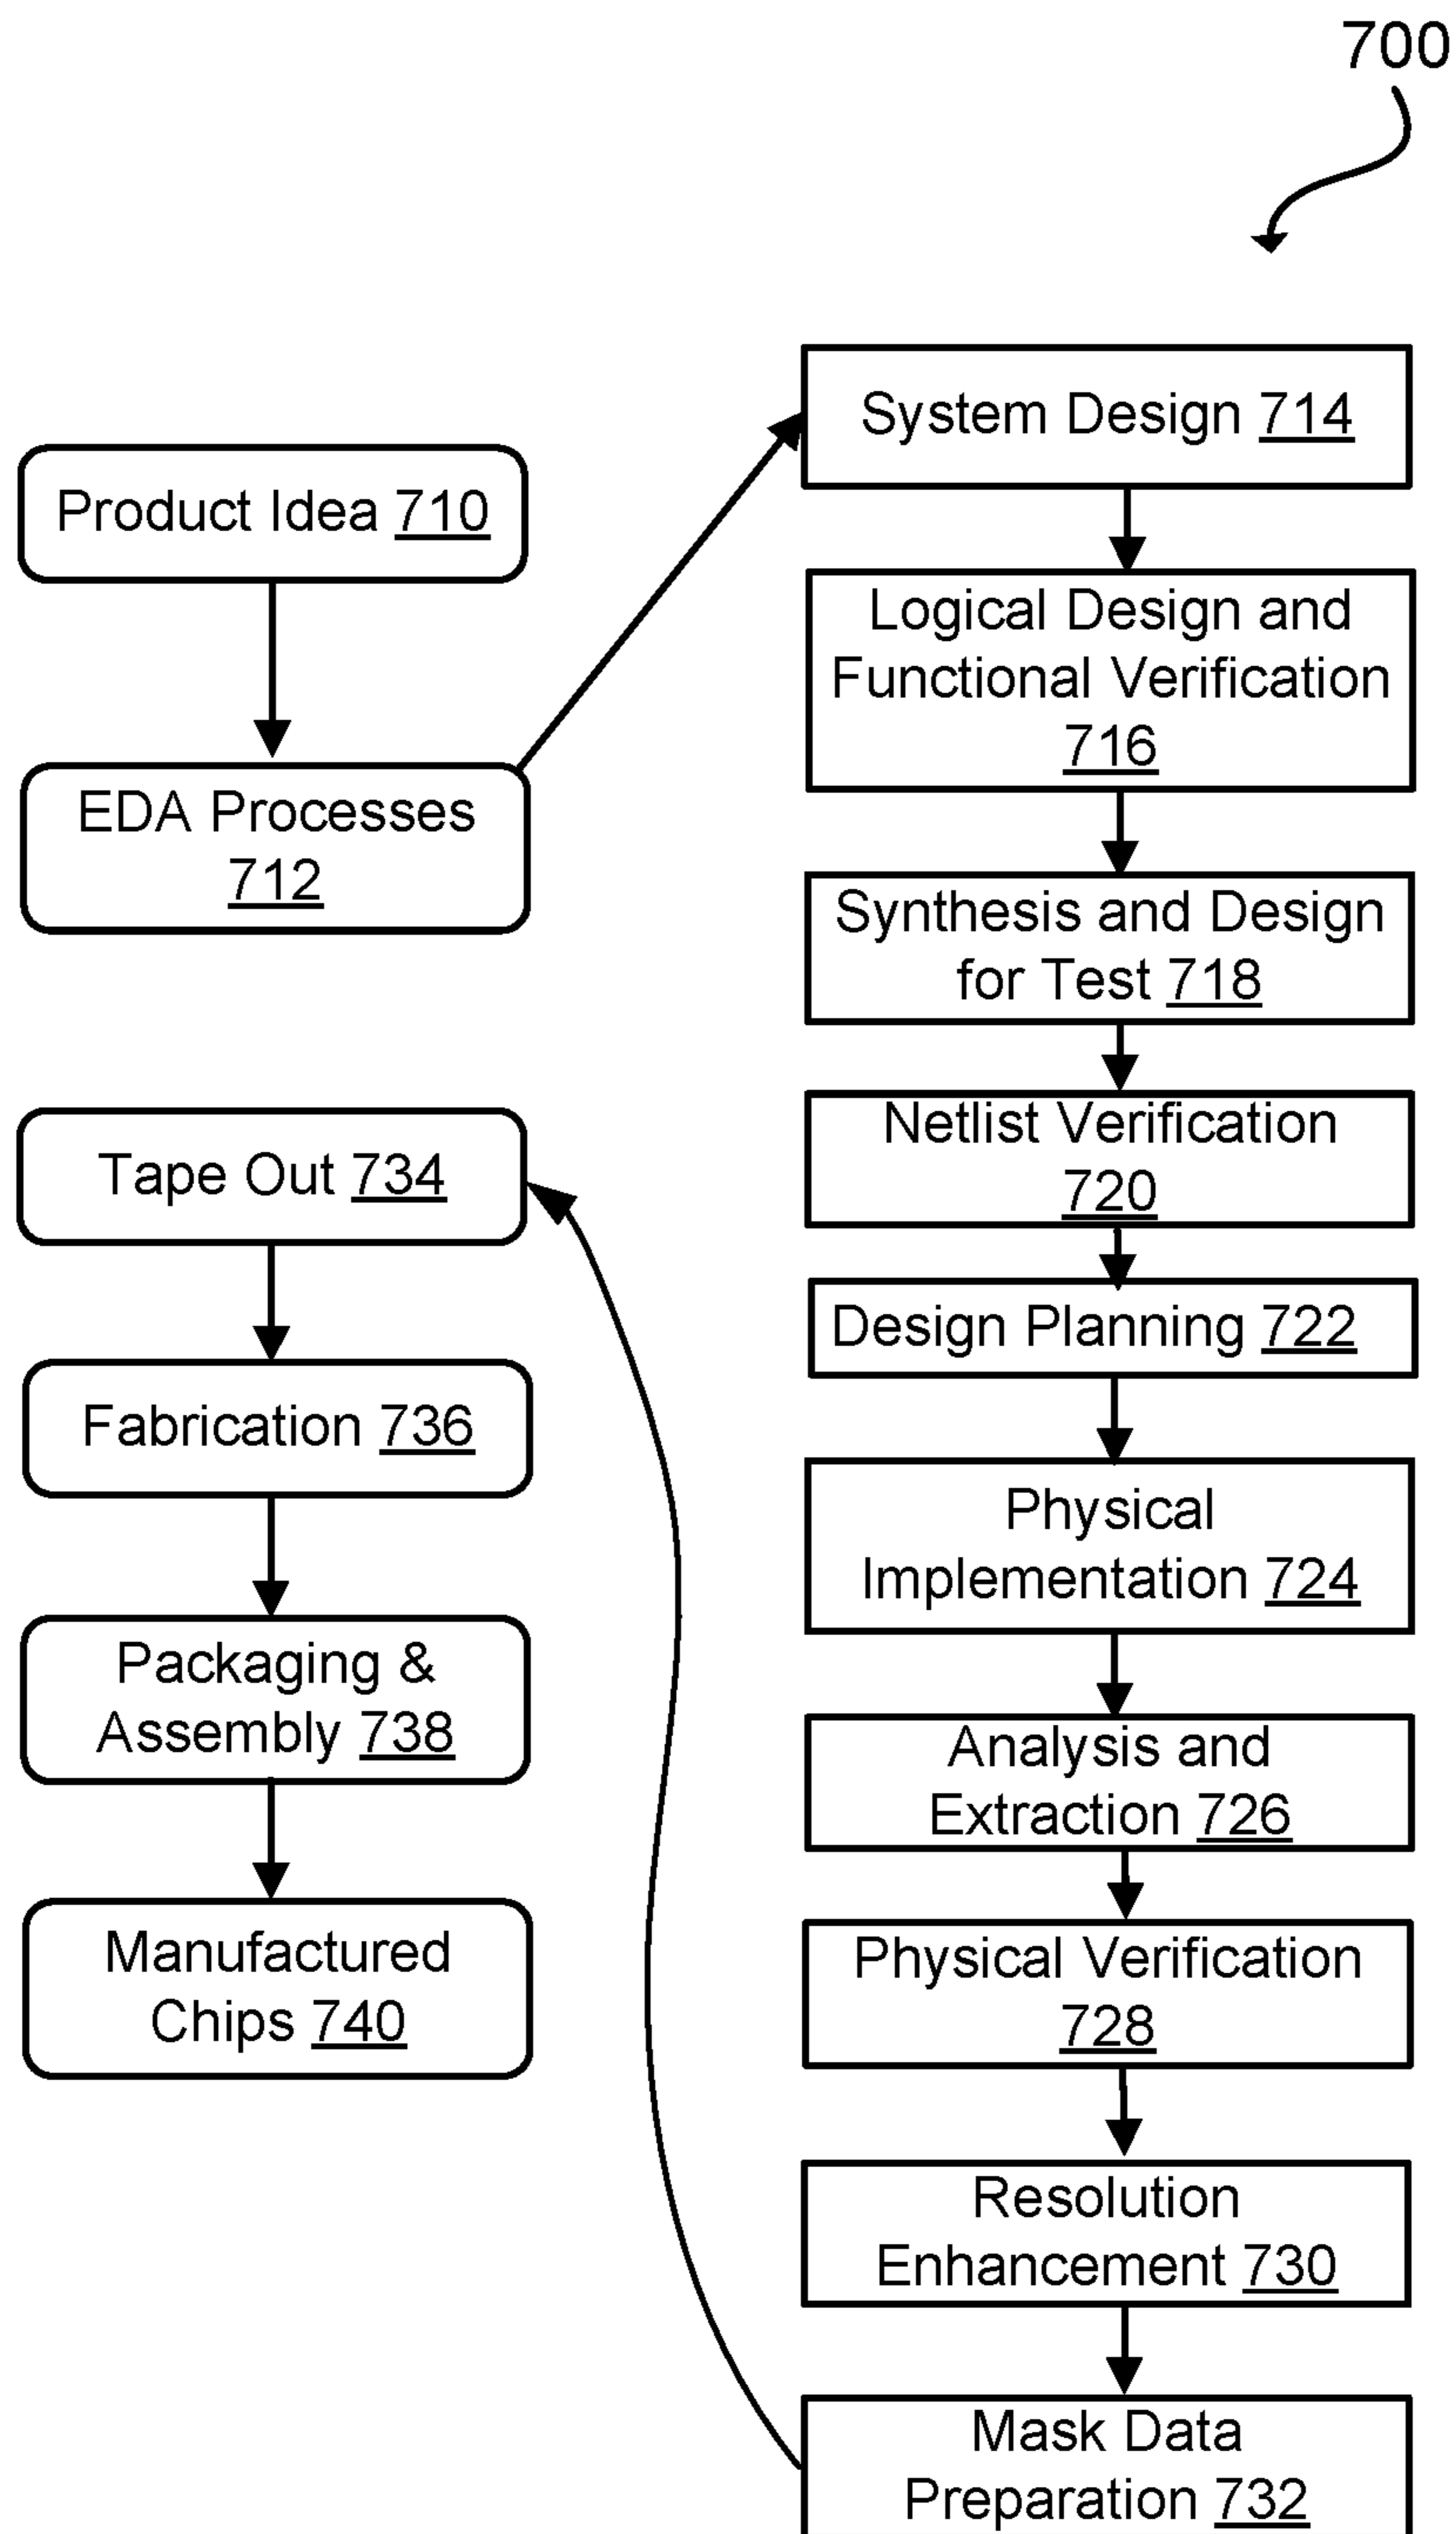 700
Product Idea 710
EDA Processes
712
System Design 714
Logical Design and
Functional Verification
716
Synthesis and Design
for Test 718
Netlist Verification
720
Design Planning 722
Physical
Implementation 724
Analysis and
Extraction 726
Physical Verification
728
Resolution
Enhancement 730
Mask Data
Preparation 732
Tape Out 734
Fabrication 736
Packaging &
Assembly 738
Manufactured
Chips 740